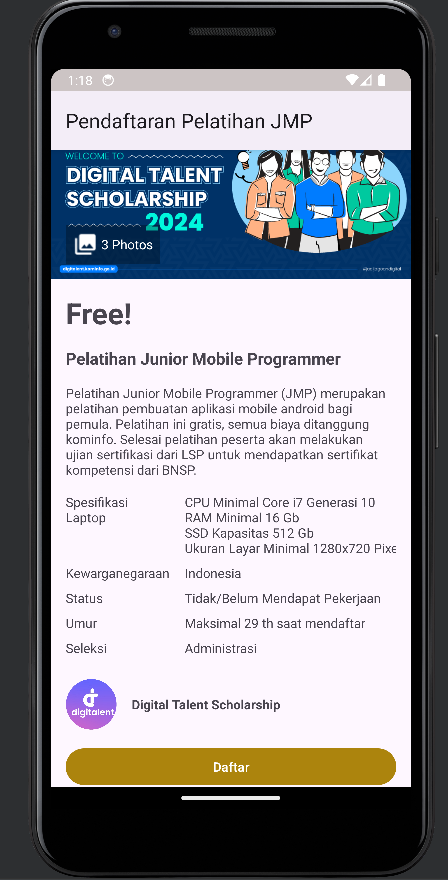 1:18
Pendaftaran Pelatihan JMP
WELCOME TO
DIGITAL TALENT
SCHOLARSHIP
2024
3 Photos
digitalent.kominfo.go.id
Free!
Pelatihan Junior Mobile Programmer
Pelatihan Junior Mobile Programmer (JMP) merupakan
pelatihan pembuatan aplikasi mobile android bagi
pemula. Pelatihan ini gratis, semua biaya ditanggung
kominfo. Selesai pelatihan peserta akan melakukan
ujian sertifikasi dari LSP untuk mendapatkan sertifikat
kompetensi dari BNSP.
Spesifikasi Laptop
CPU Minimal Core i7 Generasi 10
RAM Minimal 16 Gb
SSD Kapasitas 512 Gb
Ukuran Layar Minimal 1280x720 Pixe
Kewarganegaraan Indonesia
Status Tidak/Belum Mendapat Pekerjaan
Umur Maksimal 29 th saat mendaftar
Seleksi Administrasi
digitalent
Digital Talent Scholarship
Daftar